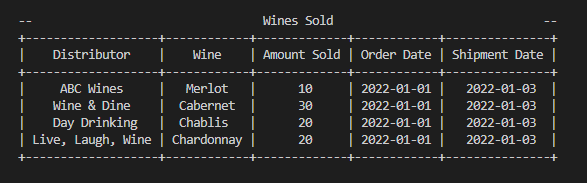 -- Wines Sold --
+--------------------+------------+-------------+------------+---------------+
| Distributor | Wine | Amount Sold | Order Date | Shipment Date |
+--------------------+------------+-------------+------------+---------------+
| ABC Wines | Merlot | 10 | 2022-01-01 | 2022-01-03 |
| Wine & Dine | Cabernet | 30 | 2022-01-01 | 2022-01-03 |
| Day Drinking | Chablis | 20 | 2022-01-01 | 2022-01-03 |
| Live, Laugh, Wine | Chardonnay | 20 | 2022-01-01 | 2022-01-03 |
+--------------------+------------+-------------+------------+---------------+